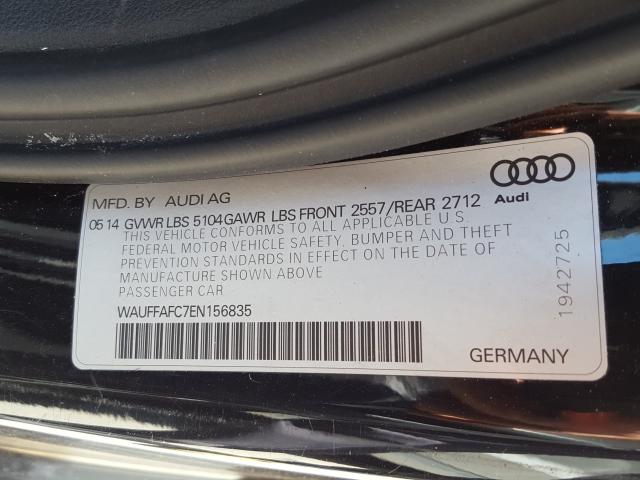 MFD. BY AUDI AG
Audi
05 14 GVWR LBS 5104 GAWR LBS FRONT 2557/REAR 2712
THIS VEHICLE CONFORMS TO ALL APPLICABLE U.S.
FEDERAL MOTOR VEHICLE SAFETY, BUMPER AND THEFT
PREVENTION STANDARDS IN EFFECT ON THE DATE OF
MANUFACTURE SHOWN ABOVE
PASSENGER CAR
WAUFFAFC7EN156835
GERMANY
1942725